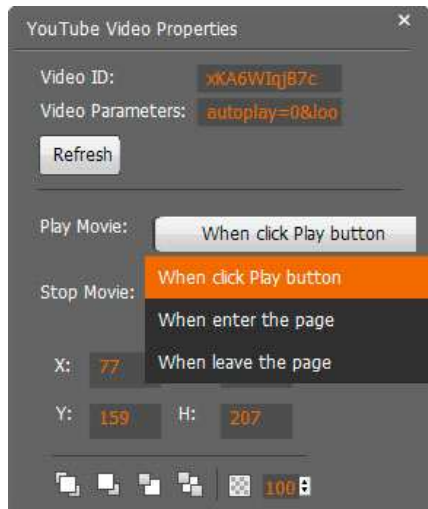 YouTube Video Properties ×
Video ID: xKA6WIqjB7c
Video Parameters: autoplay=0&loo
Refresh
Play Movie: When click Play button
When click Play button
Stop Movie:
When enter the page
When leave the page
X: 77
Y: 159 H: 207
100